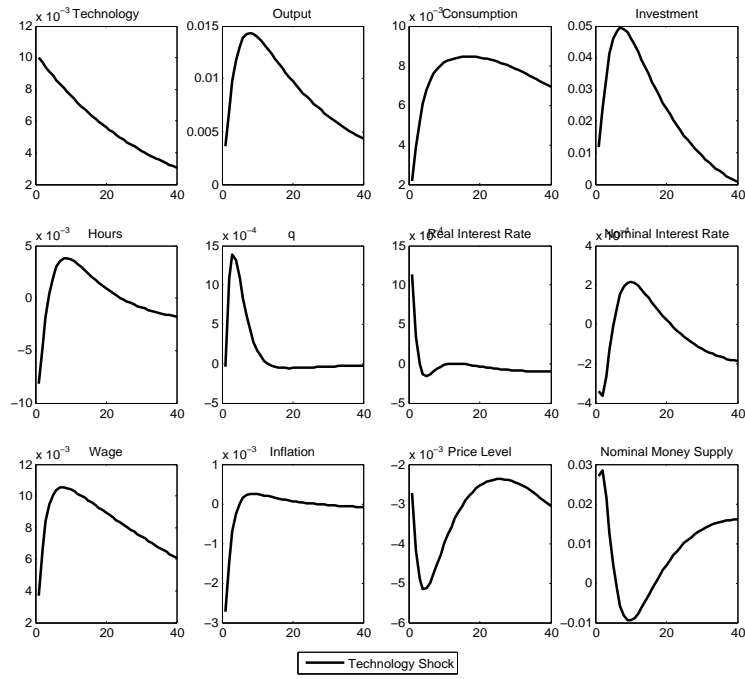 x 10⁻³ Technology
12
10
8
6
4
2
0 20 40
Output
0.015
0.01
0.005
0
0 20 40
x 10⁻³ Consumption
10
8
6
4
2
0 20 40
Investment
0.05
0.04
0.03
0.02
0.01
0
0 20 40
x 10⁻³ Hours
5
0
−5
−10
0 20 40
x 10⁻⁴ q
15
10
5
0
−5
0 20 40
x 10⁻⁴ Real Interest Rate
15
10
5
0
−5
0 20 40
x 10⁻⁴ Nominal Interest Rate
4
2
0
−2
−4
0 20 40
x 10⁻³ Wage
12
10
8
6
4
2
0 20 40
x 10⁻³ Inflation
1
0
−1
−2
−3
0 20 40
x 10⁻³ Price Level
−2
−3
−4
−5
−6
0 20 40
Nominal Money Supply
0.03
0.02
0.01
0
−0.01
0 20 40
Technology Shock